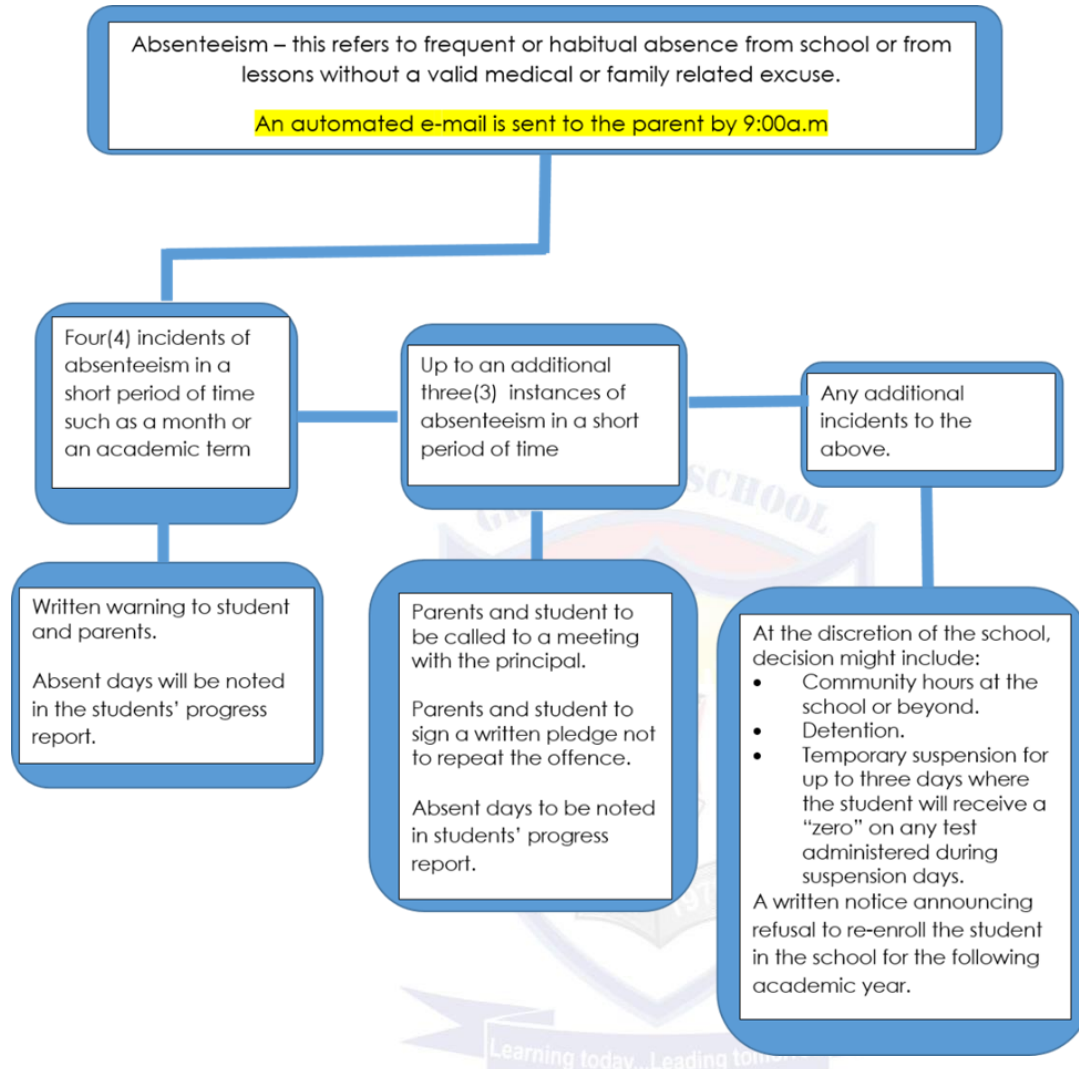 Absenteeism – this refers to frequent or habitual absence from school or from
lessons without a valid medical or family related excuse.
An automated e-mail is sent to the parent by 9:00a.m
Four(4) incidents of
absenteeism in a
short period of time
such as a month or
an academic term
Up to an additional
three(3) instances of
absenteeism in a short
period of time
Any additional
incidents to the
above.
Written warning to student
and parents.
Absent days will be noted
in the students’ progress
report.
Parents and student to
be called to a meeting
with the principal.
Parents and student to
sign a written pledge not
to repeat the offence.
Absent days to be noted
in students’ progress
report.
At the discretion of the school,
decision might include:
• Community hours at the
school or beyond.
• Detention.
• Temporary suspension for
up to three days where
the student will receive a
“zero” on any test
administered during
suspension days.
A written notice announcing
refusal to re-enroll the student
in the school for the following
academic year.
SCHOOL
Learning today...Leading